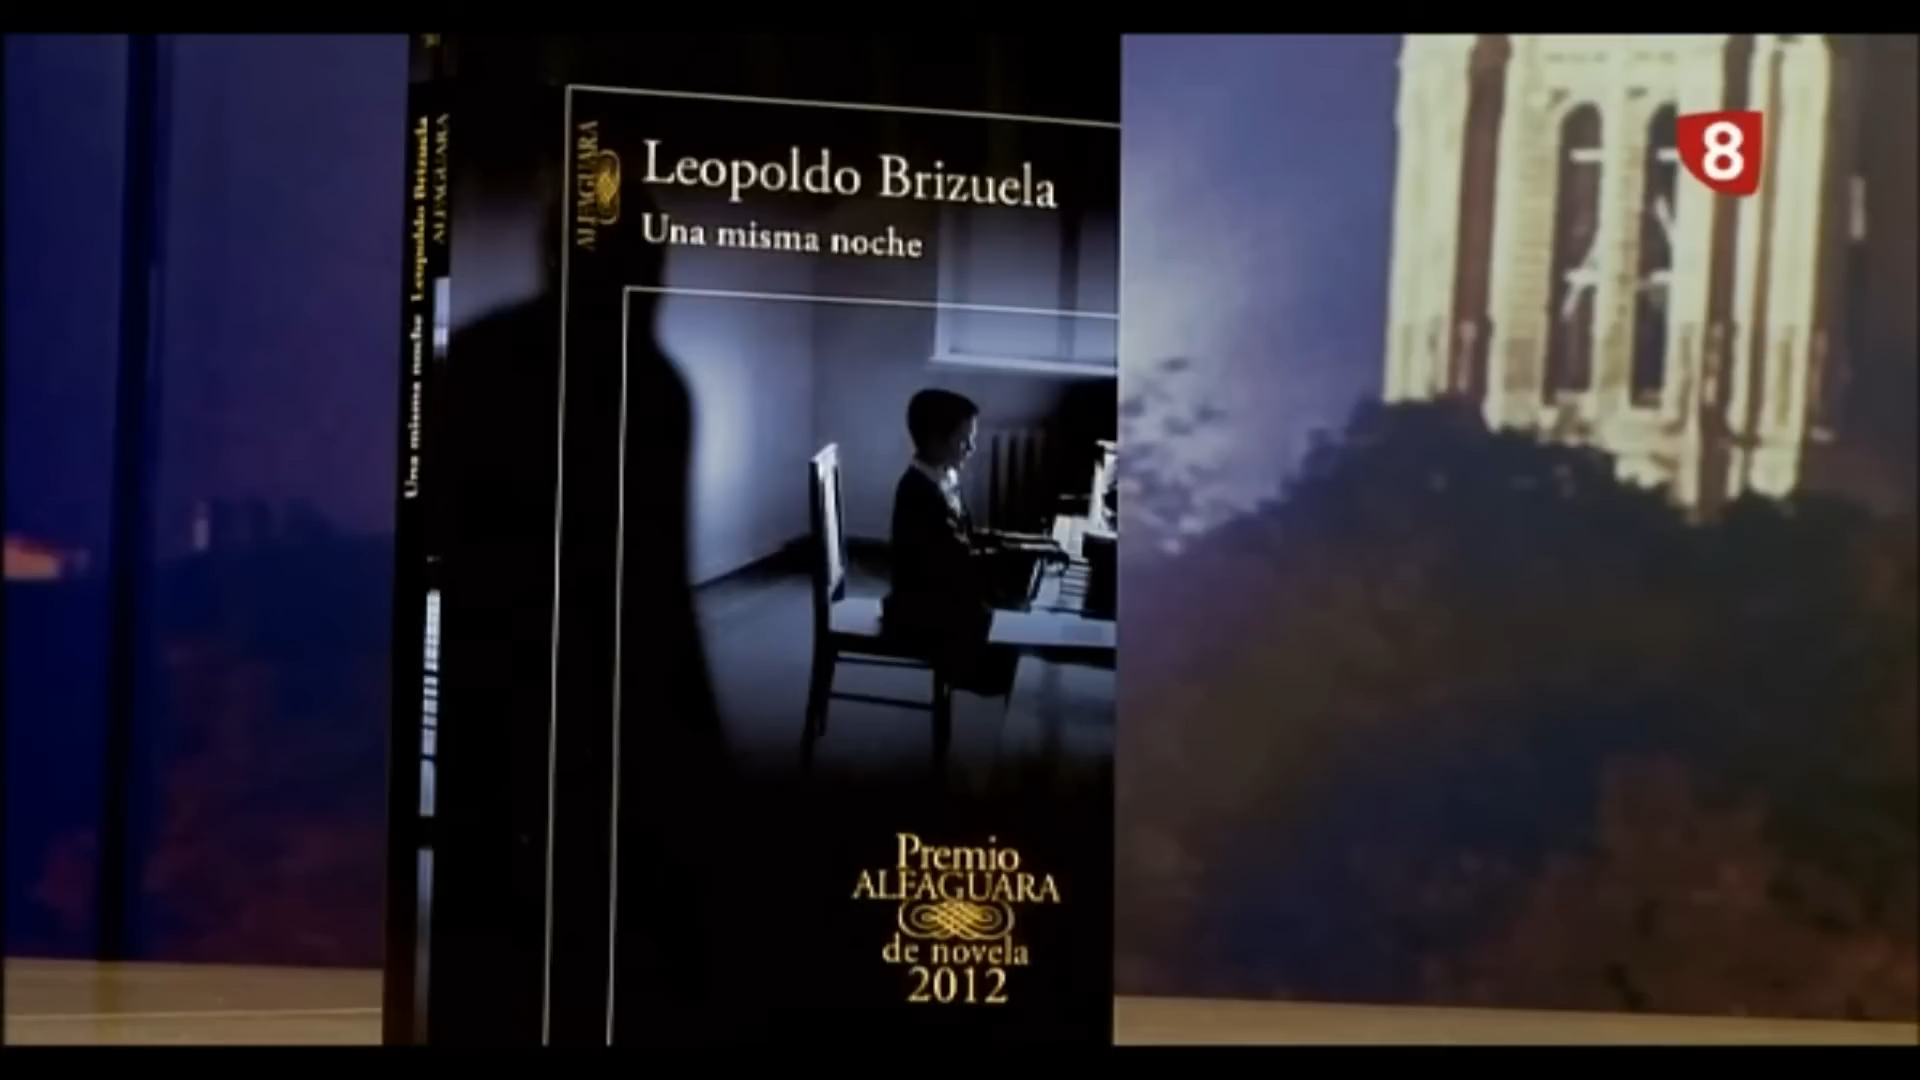 Una misma noche Leopoldo Brizuela
ALFAGUARA
ALFAGUARA
Leopoldo Brizuela
Una misma noche
Premio
ALFAGUARA
de novela
2012
8